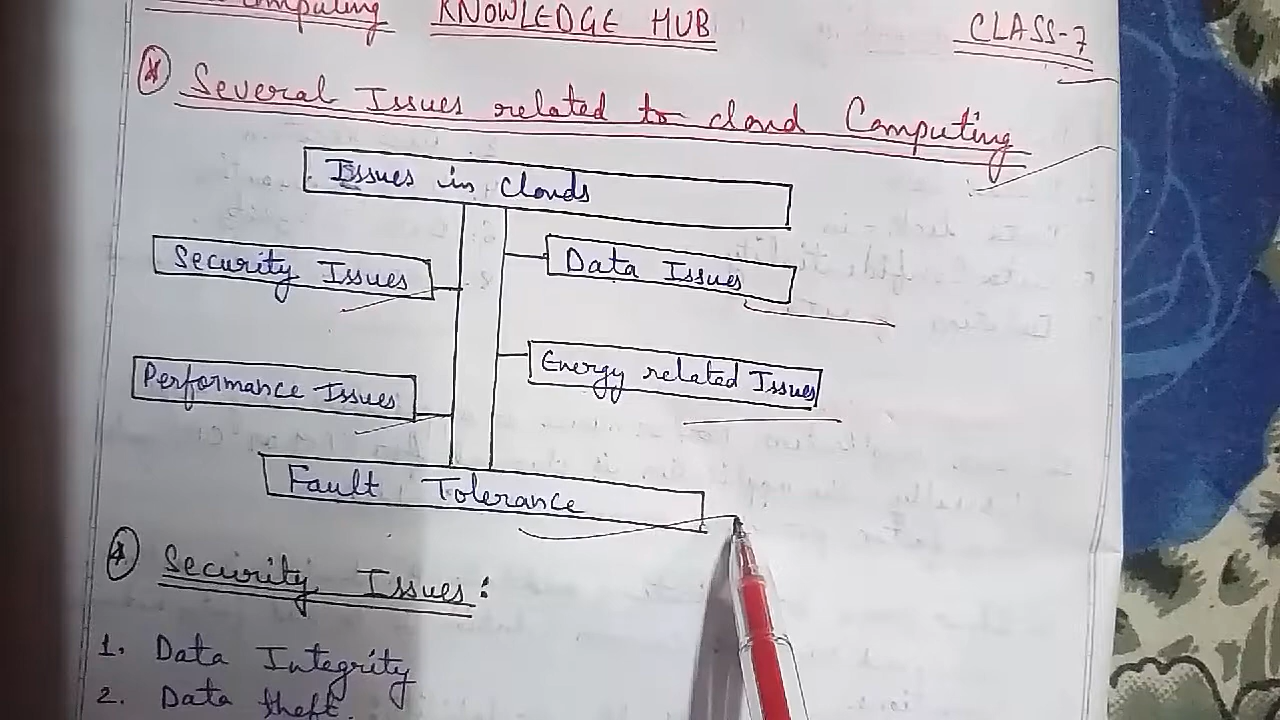 Computing KNOWLEDGE HUB CLASS-7
Several Issues related to cloud Computing
Issues in clouds
Security Issues
Data Issues
Performance Issues
Energy related Issues
Fault Tolerance
Security Issues:
1. Data Integrity
2. Data theft.